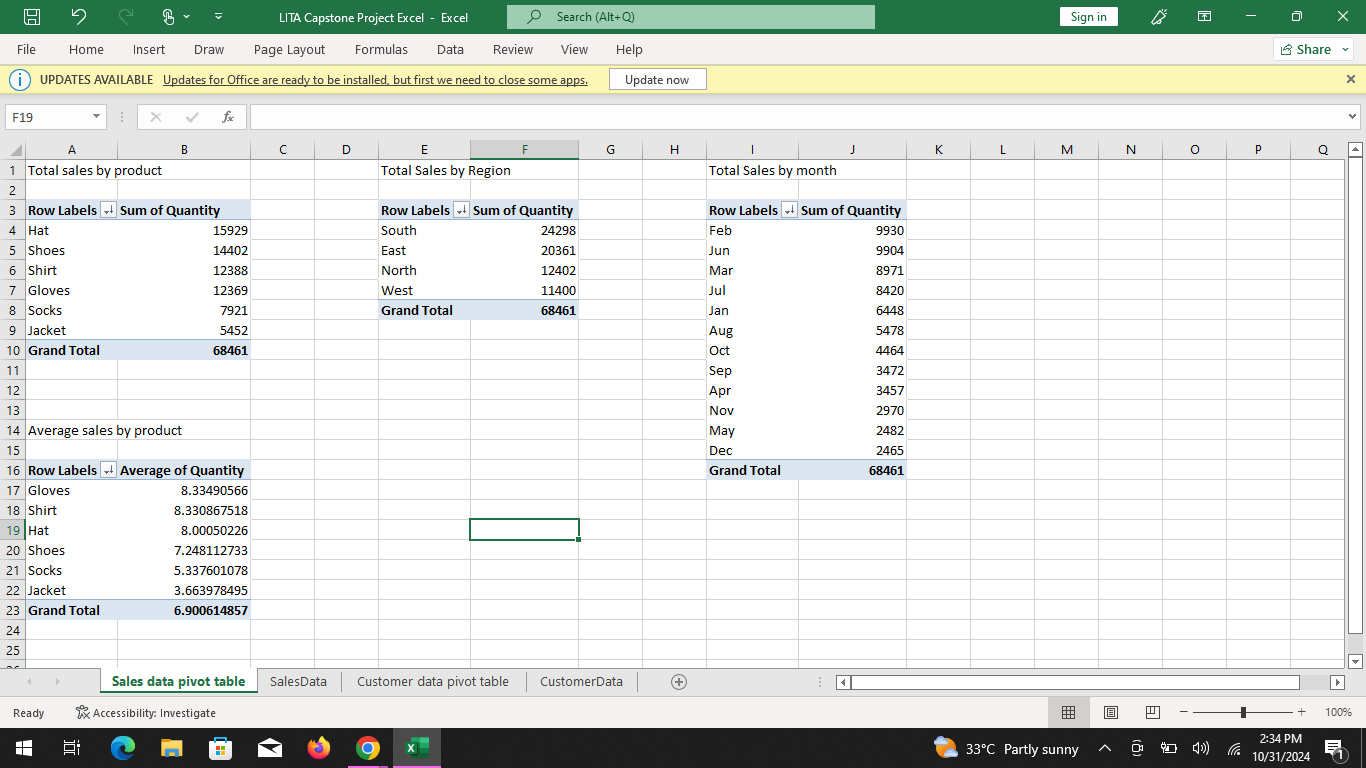 LITA Capstone Project Excel - Excel
Search (Alt+Q)
Sign in
File Home Insert Draw Page Layout Formulas Data Review View Help Share
UPDATES AVAILABLE Updates for Office are ready to be installed, but first we need to close some apps. Update now
F19 fx
A B C D E F G H I J K L M N O P Q
1 Total sales by product Total Sales by Region Total Sales by month
2
3 Row Labels Sum of Quantity Row Labels Sum of Quantity Row Labels Sum of Quantity
4 Hat 15929 South 24298 Feb 9930
5 Shoes 14402 East 20361 Jun 9904
6 Shirt 12388 North 12402 Mar 8971
7 Gloves 12369 West 11400 Jul 8420
8 Socks 7921 Grand Total 68461 Jan 6448
9 Jacket 5452 Aug 5478
10 Grand Total 68461 Oct 4464
11 Sep 3472
12 Apr 3457
13 Nov 2970
14 Average sales by product May 2482
15 Dec 2465
16 Row Labels Average of Quantity Grand Total 68461
17 Gloves 8.33490566
18 Shirt 8.330867518
19 Hat 8.00050226
20 Shoes 7.248112733
21 Socks 5.337601078
22 Jacket 3.663978495
23 Grand Total 6.900614857
24
25
Sales data pivot table SalesData Customer data pivot table CustomerData
Ready Accessibility: Investigate 100%
33°C Partly sunny 2:34 PM
10/31/2024 1